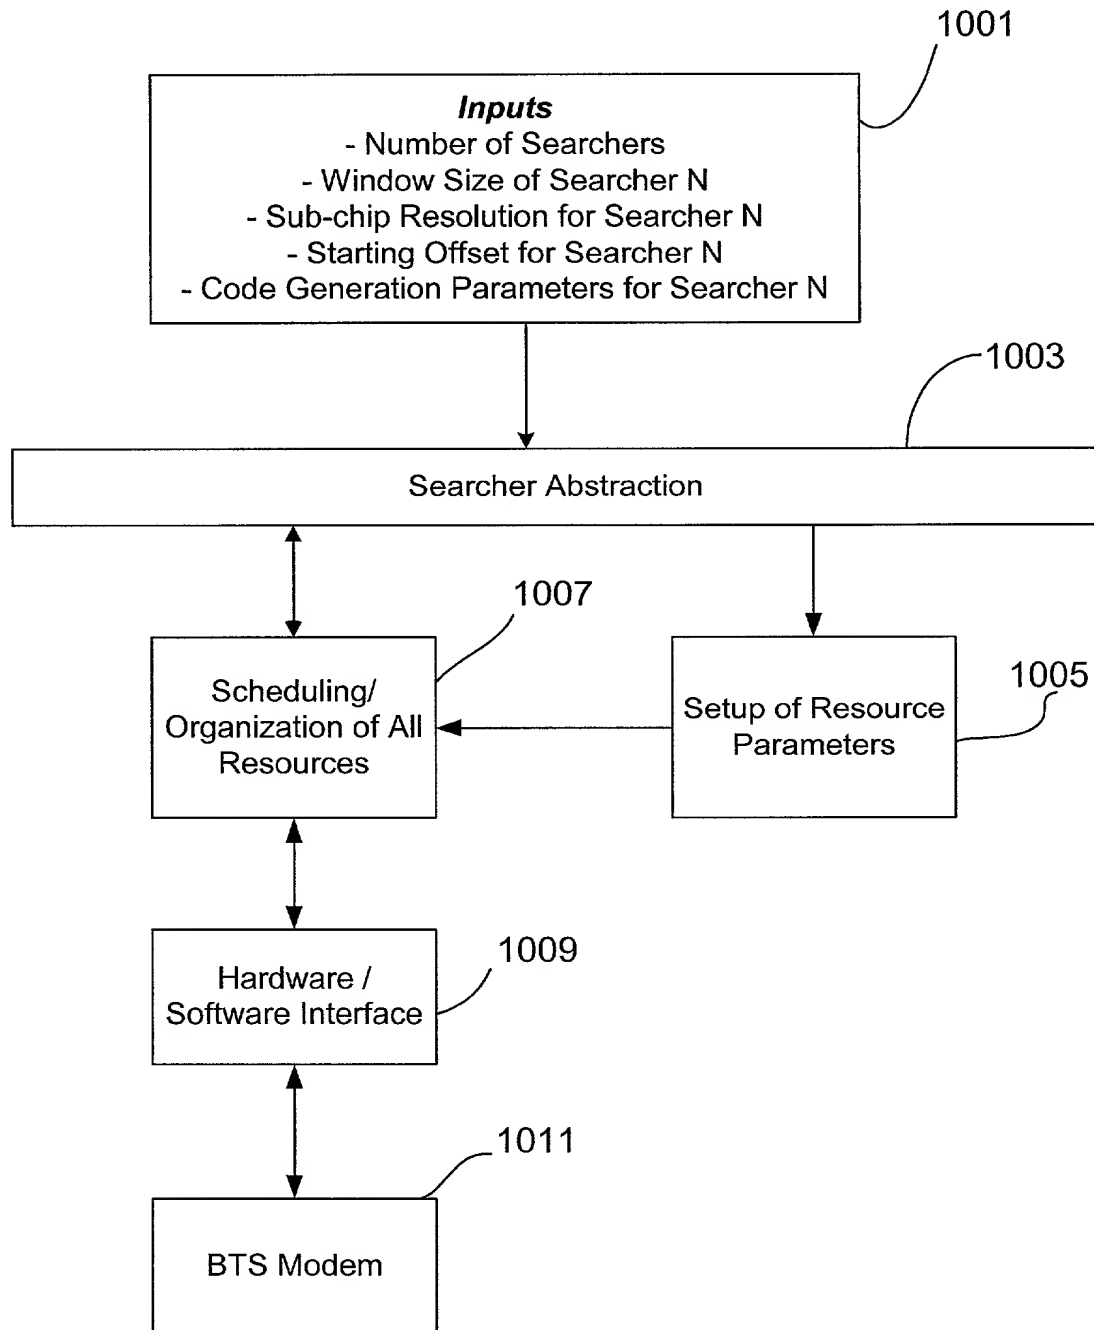 1001
Inputs
- Number of Searchers
- Window Size of Searcher N
- Sub-chip Resolution for Searcher N
- Starting Offset for Searcher N
- Code Generation Parameters for Searcher N
1003
Searcher Abstraction
1007
Scheduling/
Organization of All
Resources
1005
Setup of Resource
Parameters
1009
Hardware /
Software Interface
1011
BTS Modem